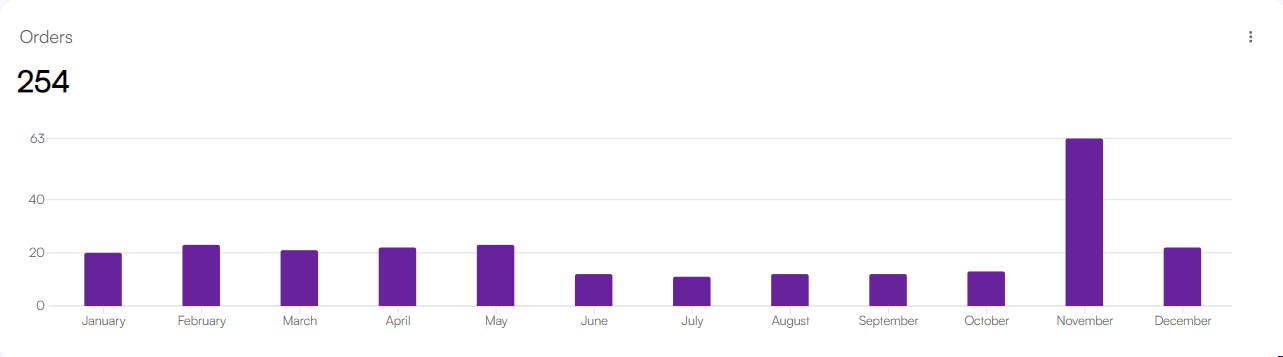 Orders
254
63
40
20
0
January February March April May June July August September October November December